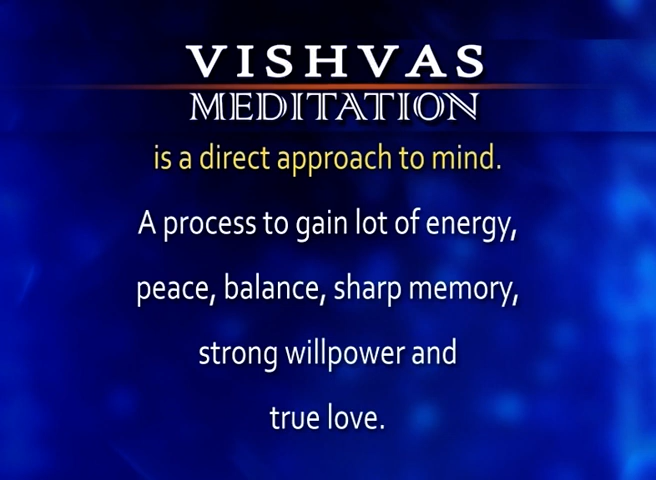 VISHVAS
MEDITATION
is a direct approach to mind.
A process to gain lot of energy,
peace, balance, sharp memory,
strong willpower and
true love.